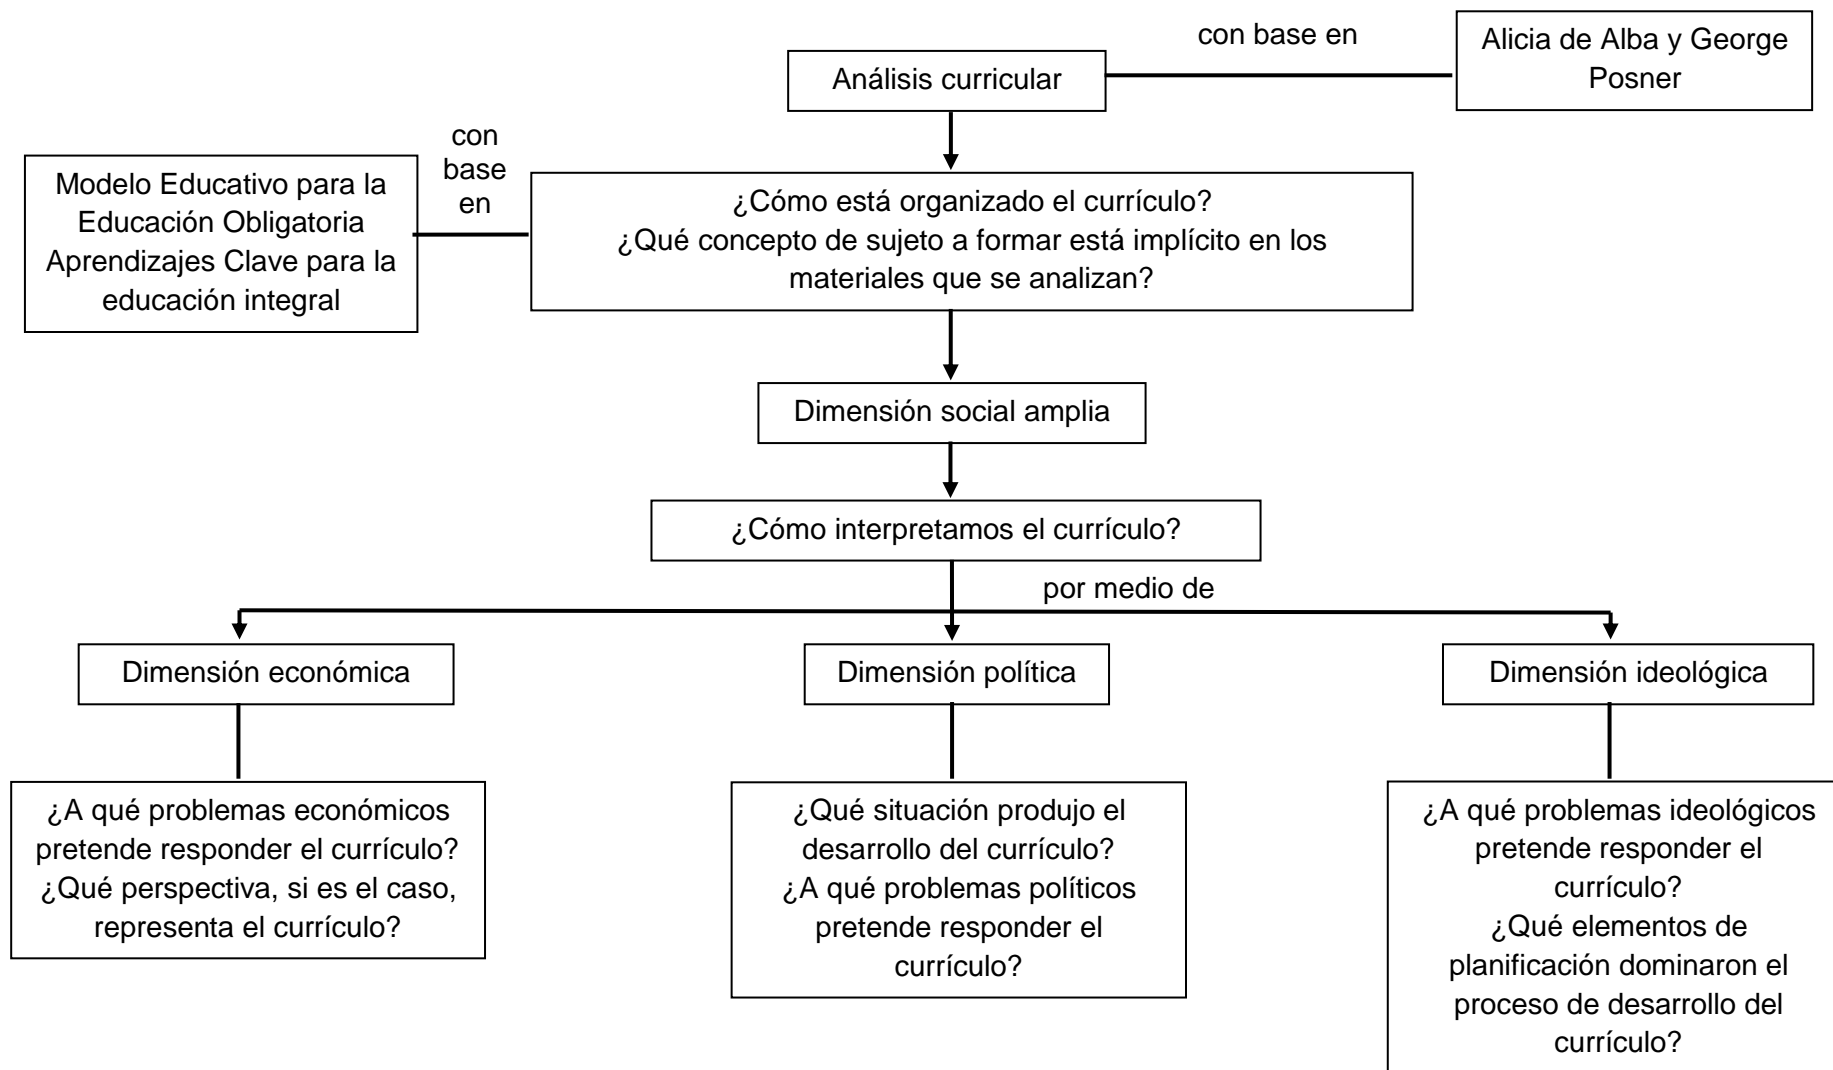 con base en
Alicia de Alba y George
Posner
Análisis curricular
con
base
en
Modelo Educativo para la
Educación Obligatoria
Aprendizajes Clave para la
educación integral
¿Cómo está organizado el currículo?
¿Qué concepto de sujeto a formar está implícito en los
materiales que se analizan?
Dimensión social amplia
¿Cómo interpretamos el currículo?
por medio de
Dimensión económica
Dimensión política
Dimensión ideológica
¿A qué problemas económicos
pretende responder el currículo?
¿Qué perspectiva, si es el caso,
representa el currículo?
¿Qué situación produjo el
desarrollo del currículo?
¿A qué problemas políticos
pretende responder el
currículo?
¿A qué problemas ideológicos
pretende responder el
currículo?
¿Qué elementos de
planificación dominaron el
proceso de desarrollo del
currículo?